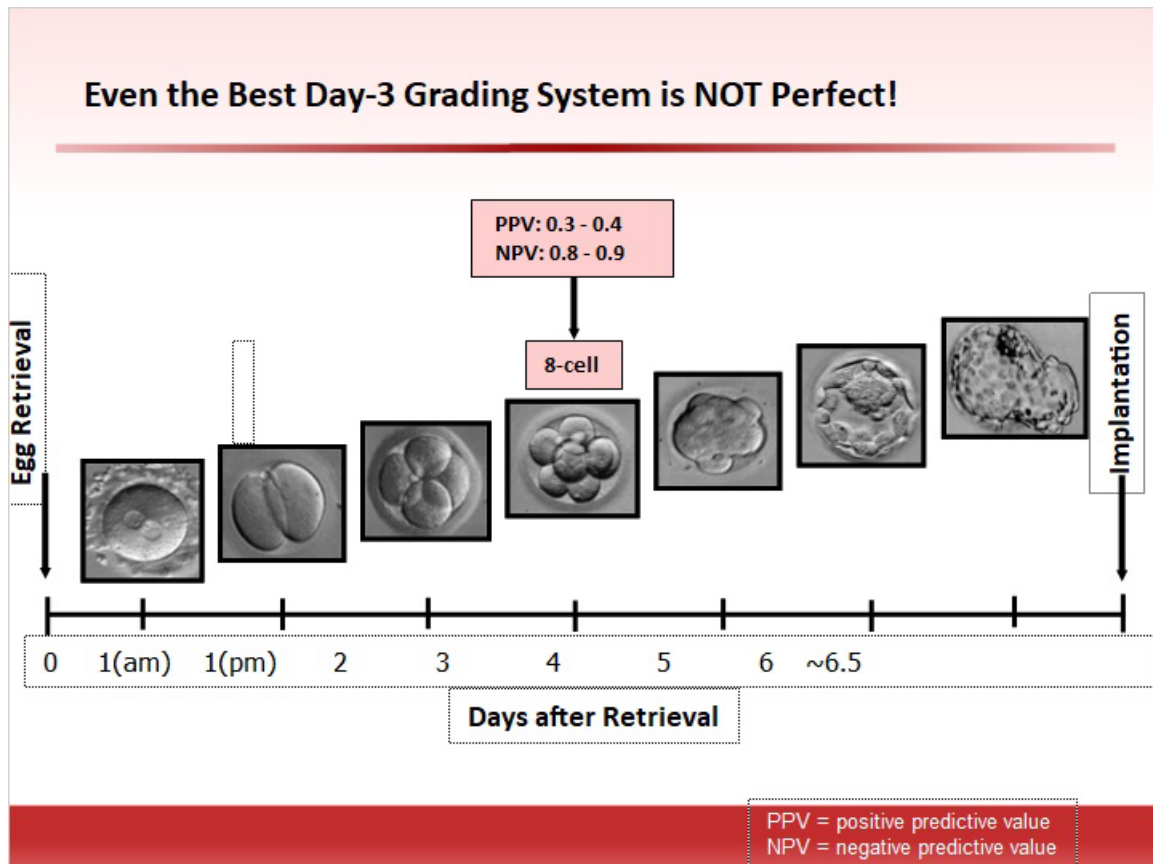 Even the Best Day-3 Grading System is NOT Perfect!
PPV: 0.3 - 0.4
NPV: 0.8 - 0.9
8-cell
Egg Retrieval
Implantation
0 1(am) 1(pm) 2 3 4 5 6 ~6.5
Days after Retrieval
PPV = positive predictive value
NPV = negative predictive value